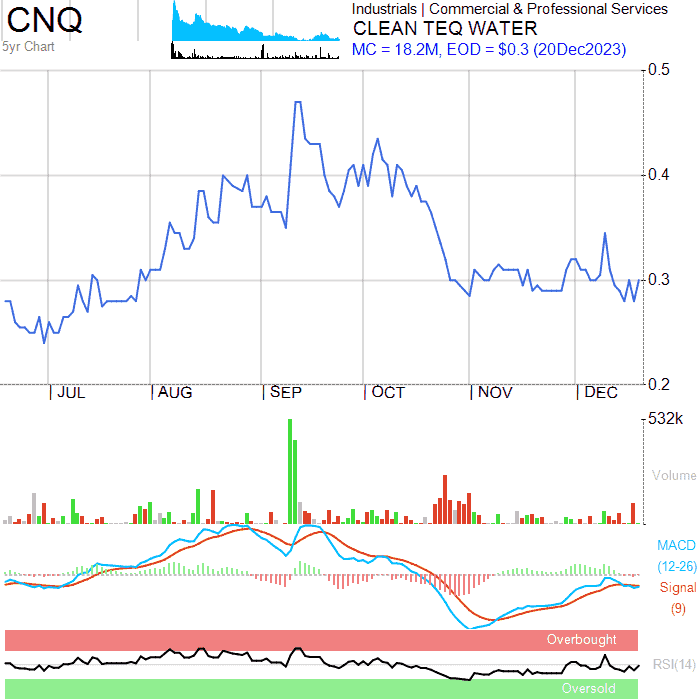 CNQ
5yr Chart
Industrials | Commercial & Professional Services
CLEAN TEQ WATER
MC = 18.2M, EOD = $0.3 (20Dec2023)
0.5
0.4
0.3
0.2
JUL AUG SEP OCT NOV DEC
532k
Volume
MACD
(12-26)
Signal
(9)
Overbought
RSI(14)
Oversold